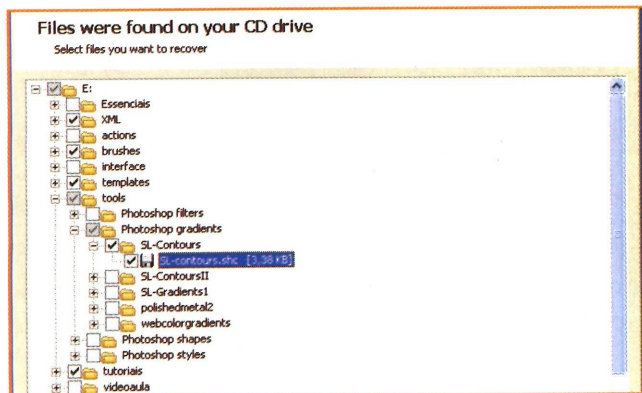 Files were found on your CD drive
Select files you want to recover
E:
Essenciais
XML
actions
brushes
interface
templates
tools
Photoshop filters
Photoshop gradients
SL-Contours
SL-contours.shc [3,38 KB]
SL-ContoursII
SL-Gradients1
polishedmetal2
webcolorgradients
Photoshop shapes
Photoshop styles
tutoriais
videoaula